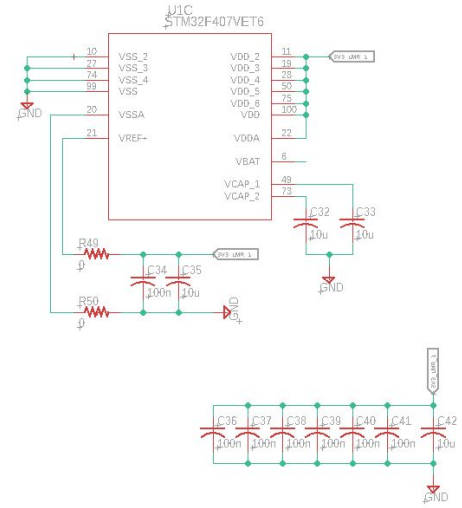 U1C
STM32F407VET6
10 VSS_2 VDD_2 11
27 VSS_3 VDD_3 19
74 VSS_4 VDD_4 28
99 VSS VDD_5 50
VDD_6 75
20 VSSA VDD 100
21 VREF+ VDDA 22
VBAT 6
VCAP_1 49
VCAP_2 73
GND
C32 C33
10u 10u
GND
R49
0
C34 C35
100n 10u
GND
R50
0
C36 C37 C38 C39 C40 C41 C42
100n 100n 100n 100n 100n 100n 10u
GND